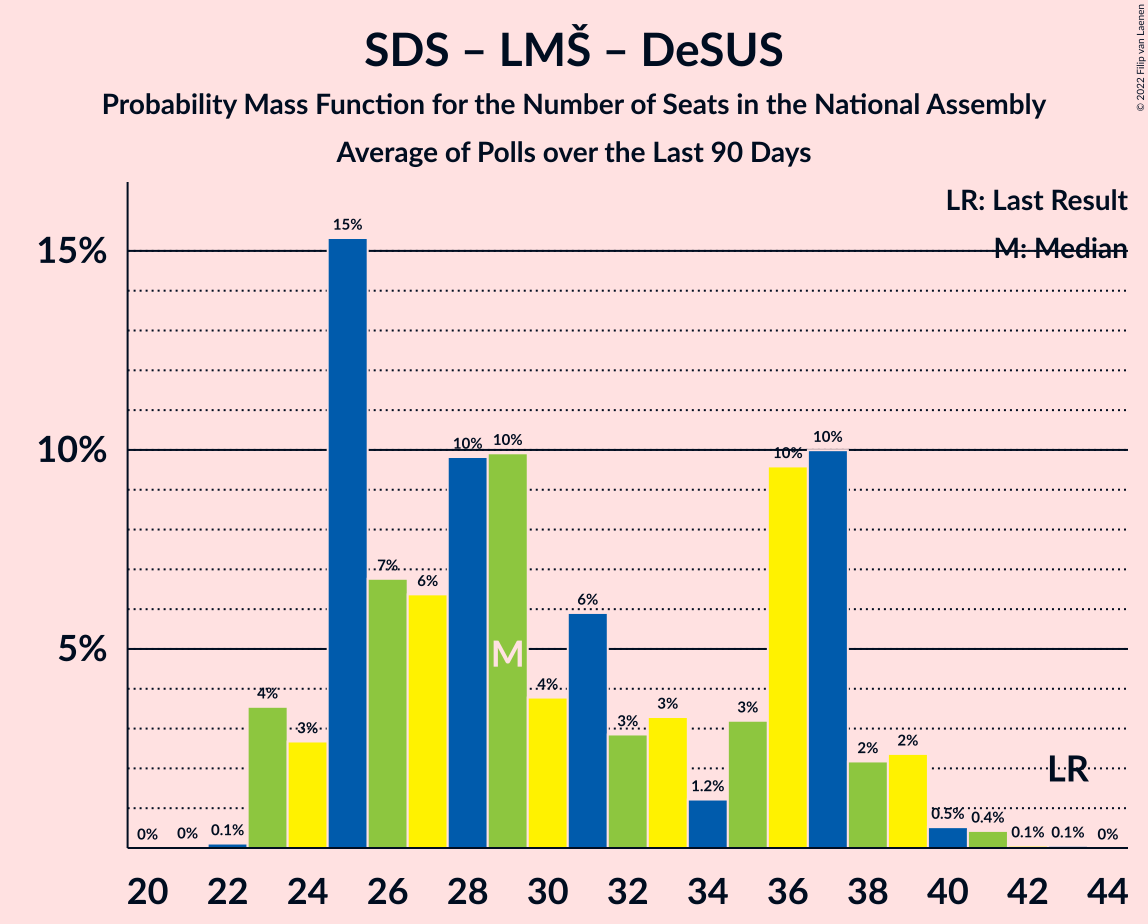 SDS – LMŠ – DeSUS
Probability Mass Function for the Number of Seats in the National Assembly
Average of Polls over the Last 90 Days
© 2022 Filip van Laenen
LR: Last Result
M: Median
15%
10%
5%
0% 0% 0.1% 4% 3% 15% 7% 6% 10% 10% 4% 6% 3% 3% 1.2% 3% 10% 10% 2% 2% 0.5% 0.4% 0.1% 0.1% 0%
M
LR
20 22 24 26 28 30 32 34 36 38 40 42 44